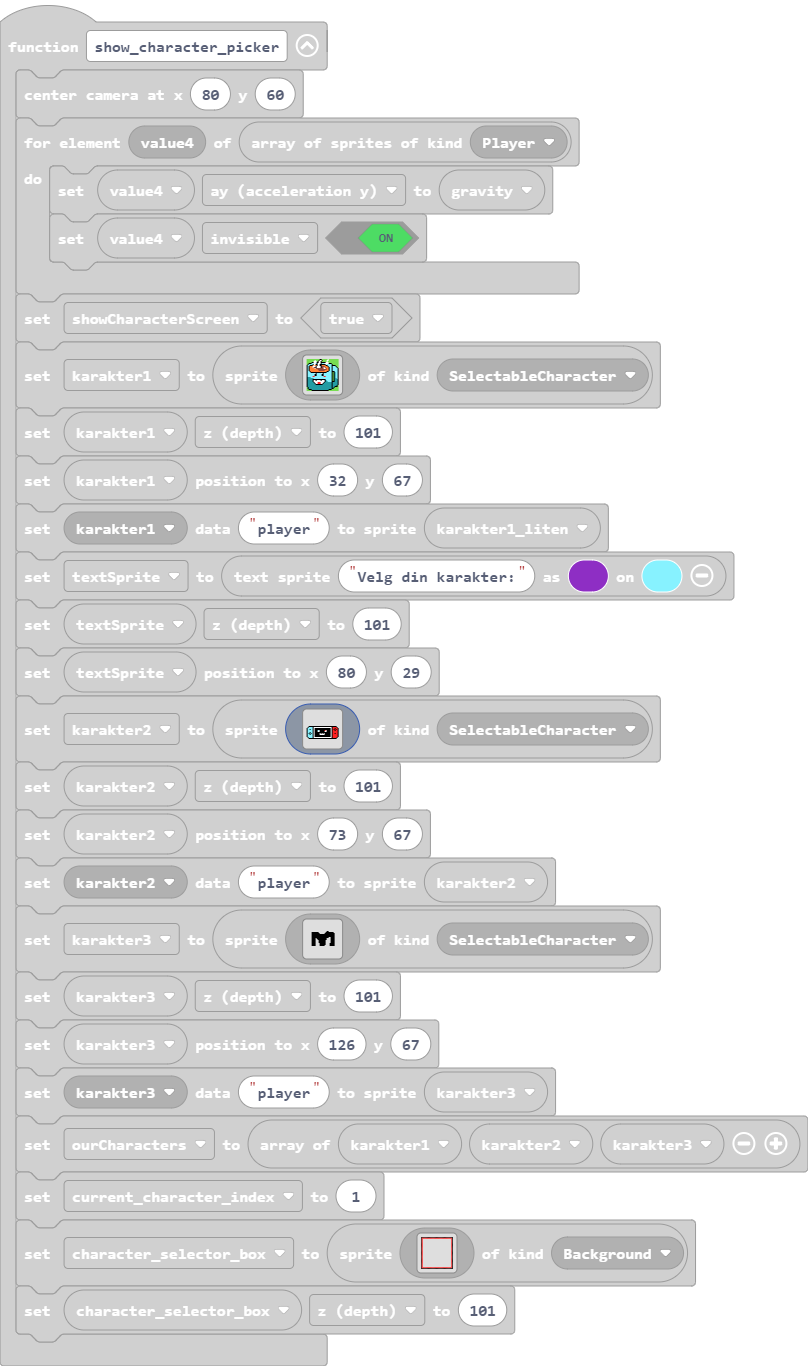 function show_character_picker
center camera at x 80 y 60
for element value4 of array of sprites of kind Player
do
set value4 ay (acceleration y) to gravity
set value4 invisible ON
set showCharacterScreen to true
set karakter1 to sprite of kind SelectableCharacter
set karakter1 z (depth) to 101
set karakter1 position to x 32 y 67
set karakter1 data "player" to sprite karakter1_liten
set textSprite to text sprite "Velg din karakter:" as on
set textSprite z (depth) to 101
set textSprite position to x 80 y 29
set karakter2 to sprite of kind SelectableCharacter
set karakter2 z (depth) to 101
set karakter2 position to x 73 y 67
set karakter2 data "player" to sprite karakter2
set karakter3 to sprite of kind SelectableCharacter
set karakter3 z (depth) to 101
set karakter3 position to x 126 y 67
set karakter3 data "player" to sprite karakter3
set ourCharacters to array of karakter1 karakter2 karakter3
set current_character_index to 1
set character_selector_box to sprite of kind Background
set character_selector_box z (depth) to 101